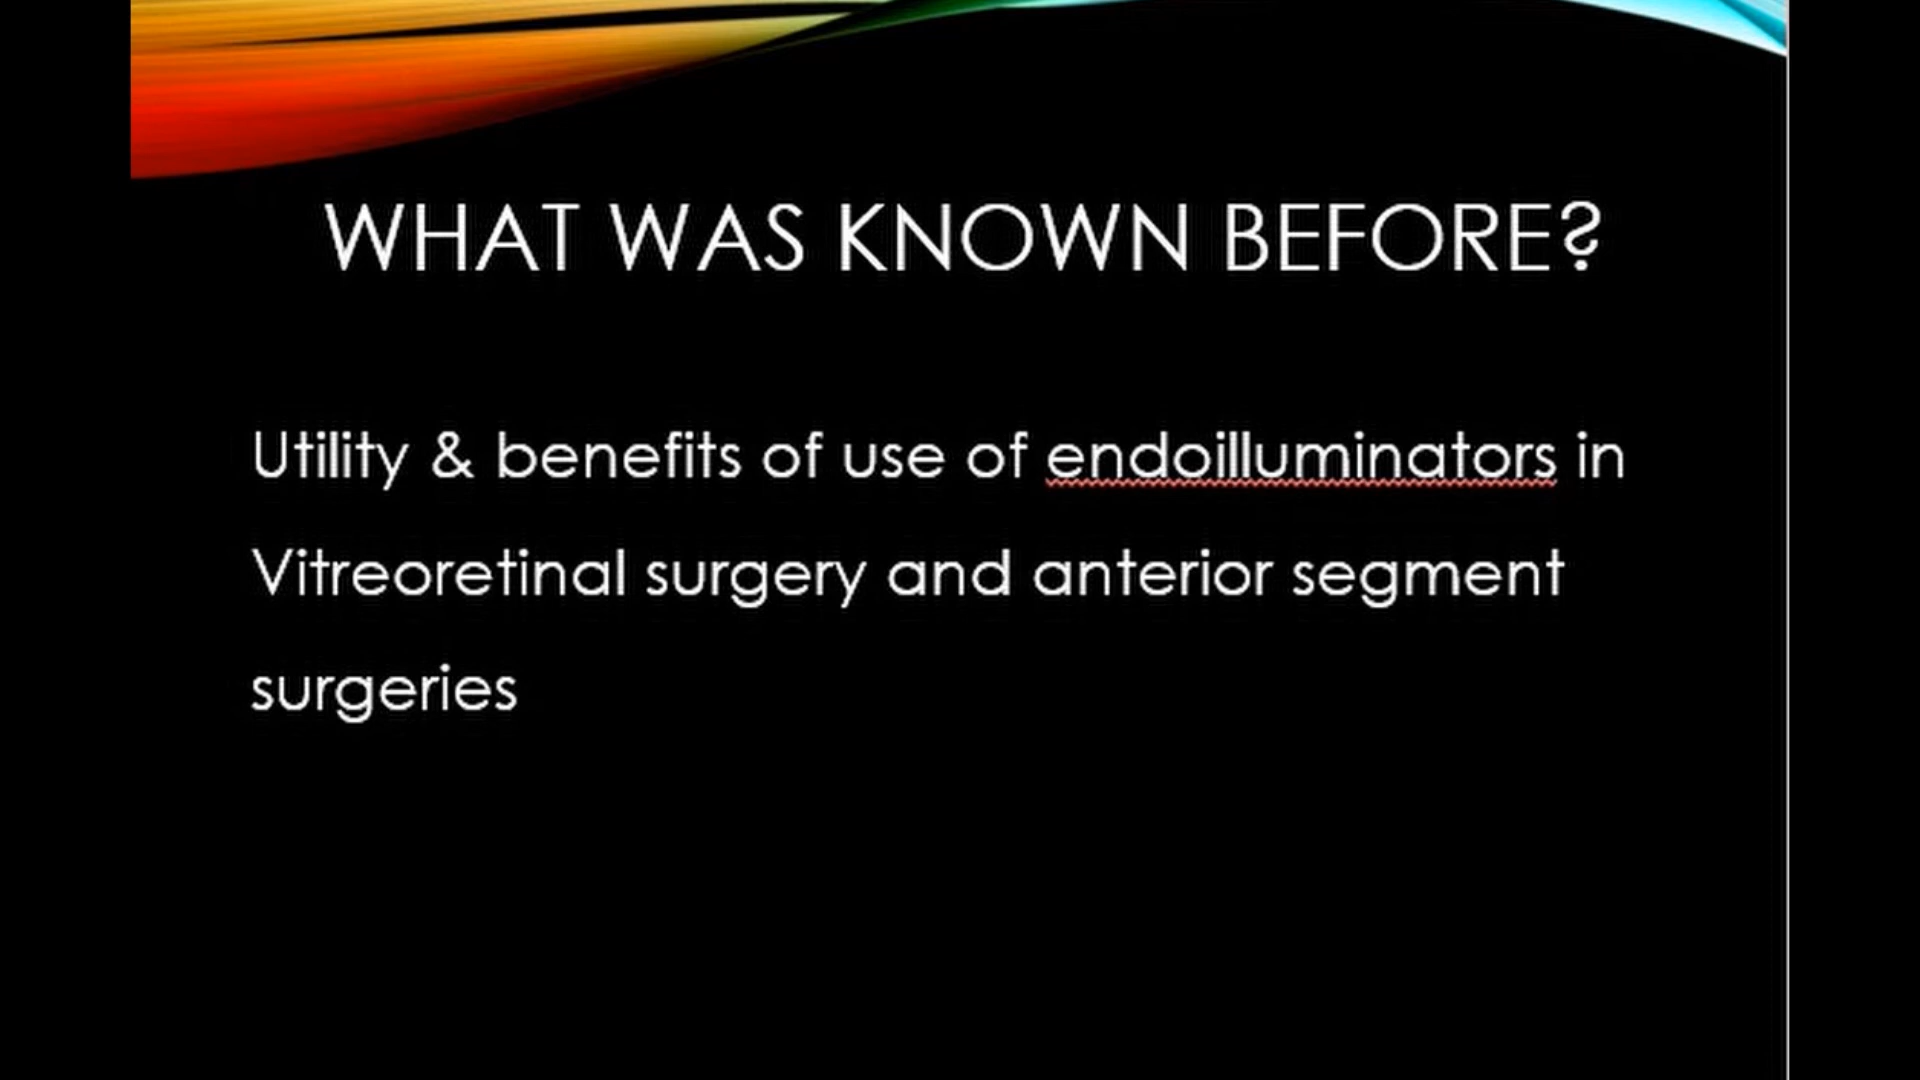 WHAT WAS KNOWN BEFORE?
Utility & benefits of use of endoilluminators in
Vitreoretinal surgery and anterior segment
surgeries